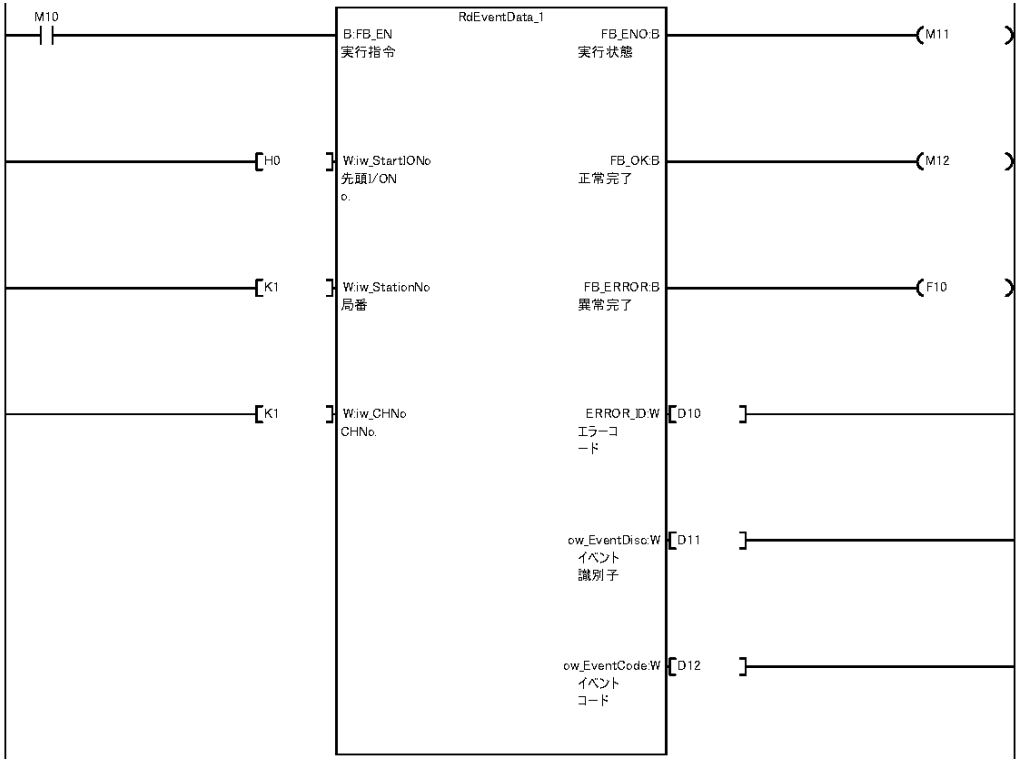 M10
RdEventData_1
B:FB_EN
実行指令
FB_ENO:B
実行状態
M11
H0
W:iw_StartIONo
先頭I/ON
o.
FB_OK:B
正常完了
M12
K1
W:iw_StationNo
局番
FB_ERROR:B
異常完了
F10
K1
W:iw_CHNo
CHNo.
ERROR_ID:W
エラーコ
ード
D10
ow_EventDisc:W
イベント
識別子
D11
ow_EventCode:W
イベント
コード
D12